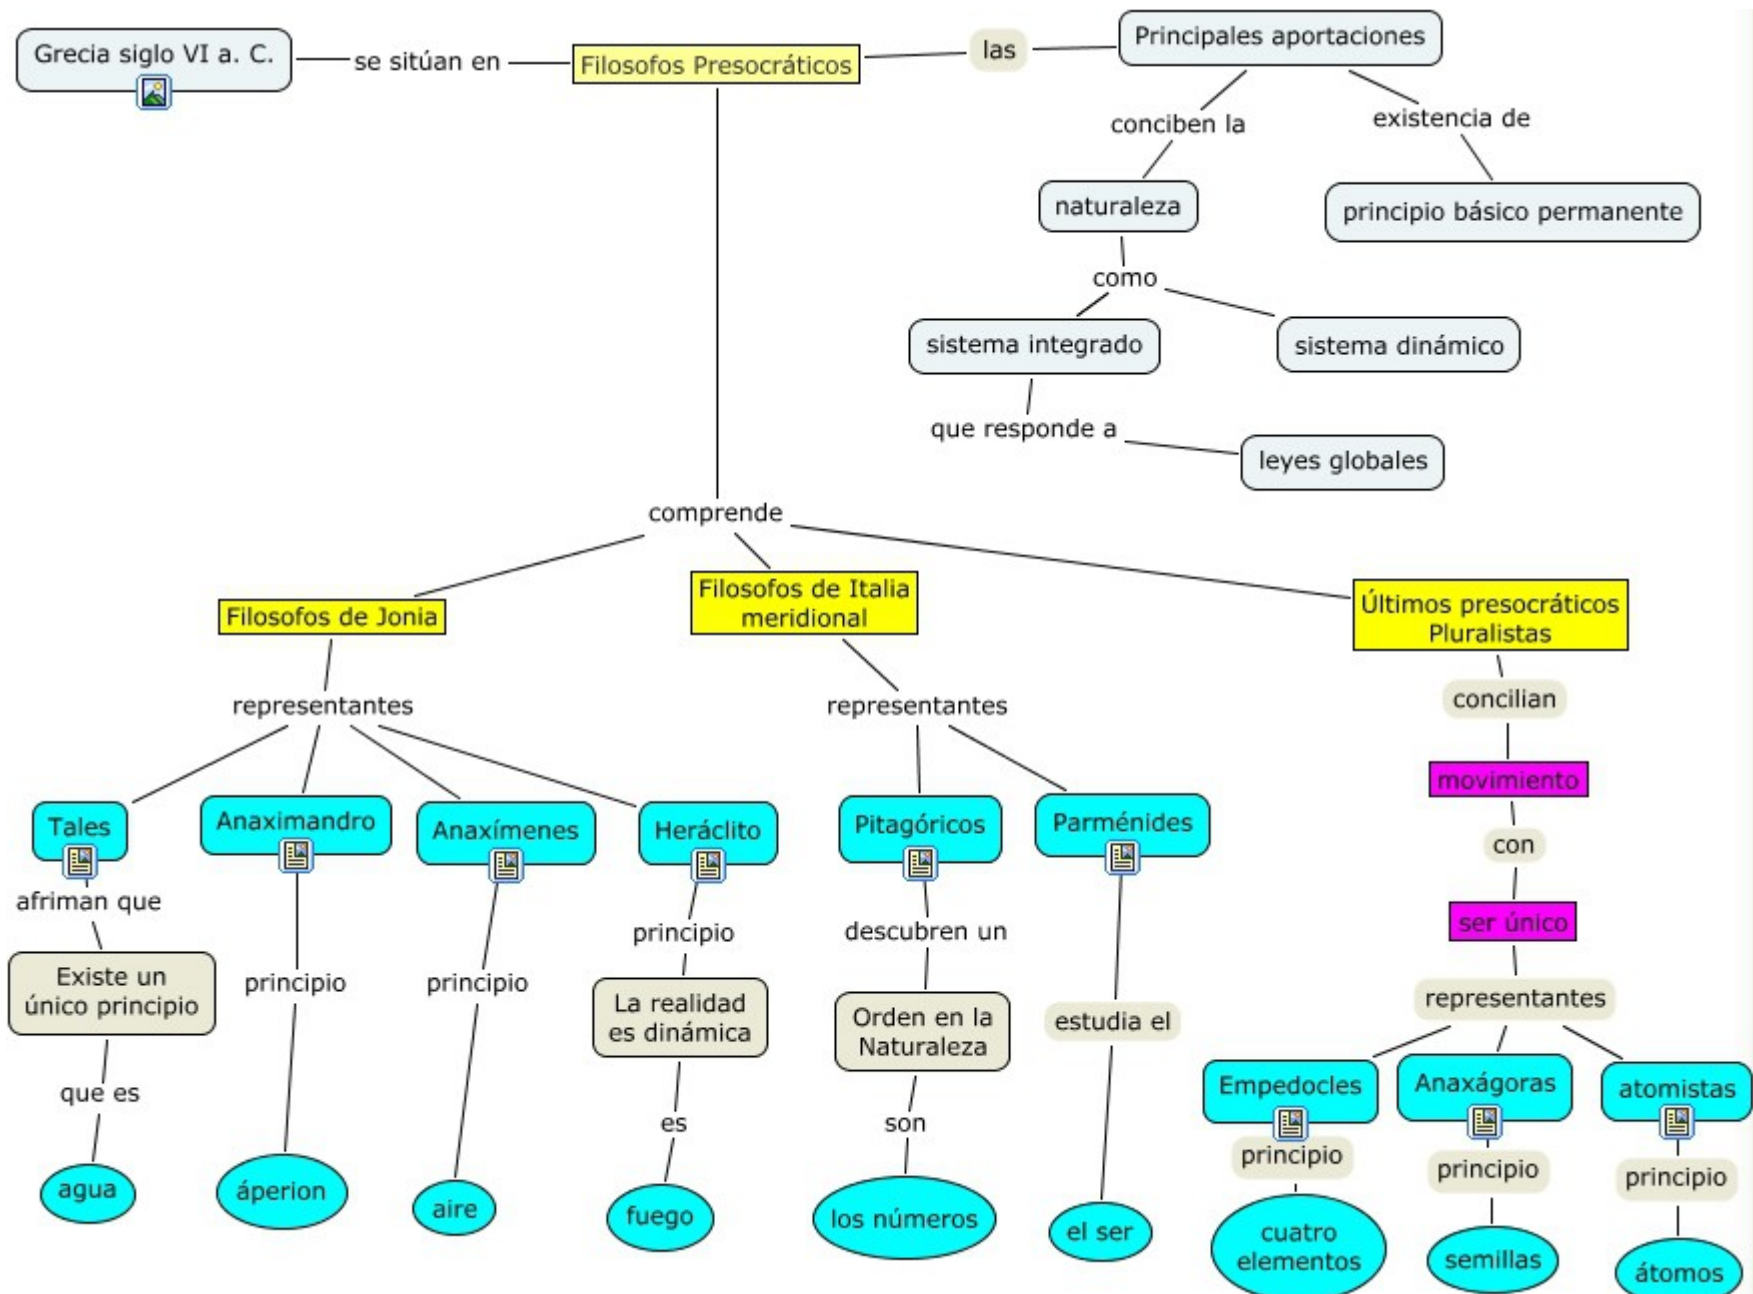 Grecia siglo VI a. C.
se sitúan en
Filosofos Presocráticos
las
Principales aportaciones
conciben la
existencia de
naturaleza
principio básico permanente
como
sistema integrado
sistema dinámico
que responde a
leyes globales
comprende
Filosofos de Jonia
Filosofos de Italia
meridional
Últimos presocráticos
Pluralistas
representantes
representantes
concilian
movimiento
con
ser único
representantes
Tales
Anaximandro
Anaxímenes
Heráclito
Pitagóricos
Parménides
afriman que
Existe un
único principio
que es
agua
principio
áperion
principio
aire
principio
La realidad
es dinámica
es
fuego
descubren un
Orden en la
Naturaleza
son
los números
estudia el
el ser
Empedocles
principio
cuatro
elementos
Anaxágoras
principio
semillas
atomistas
principio
átomos